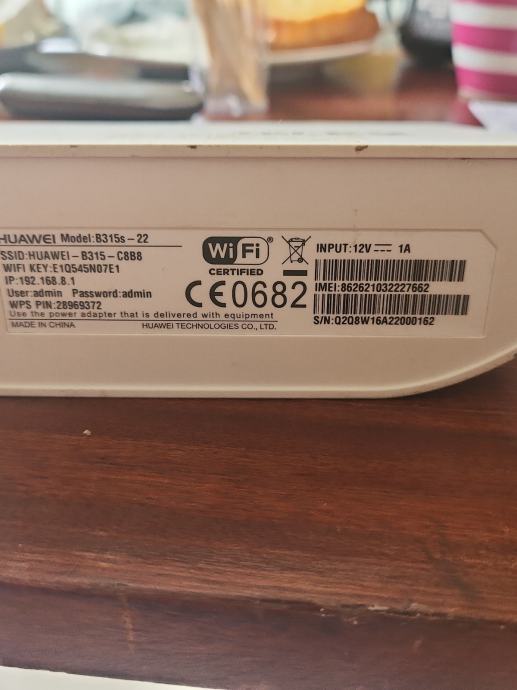 HUAWEI Model:B315s-22
SSID:HUAWEI-B315-C8B8
WIFI KEY:E1Q545N07E1
IP:192.168.8.1
User:admin Password:admin
WPS PIN:28969372
Use the power adapter that is delivered with equipment
MADE IN CHINA HUAWEI TECHNOLOGIES CO., LTD.
Wi Fi
CERTIFIED
CE0682
INPUT:12V 1A
IMEI:862621032227662
S/N:Q2Q8W16A22000162